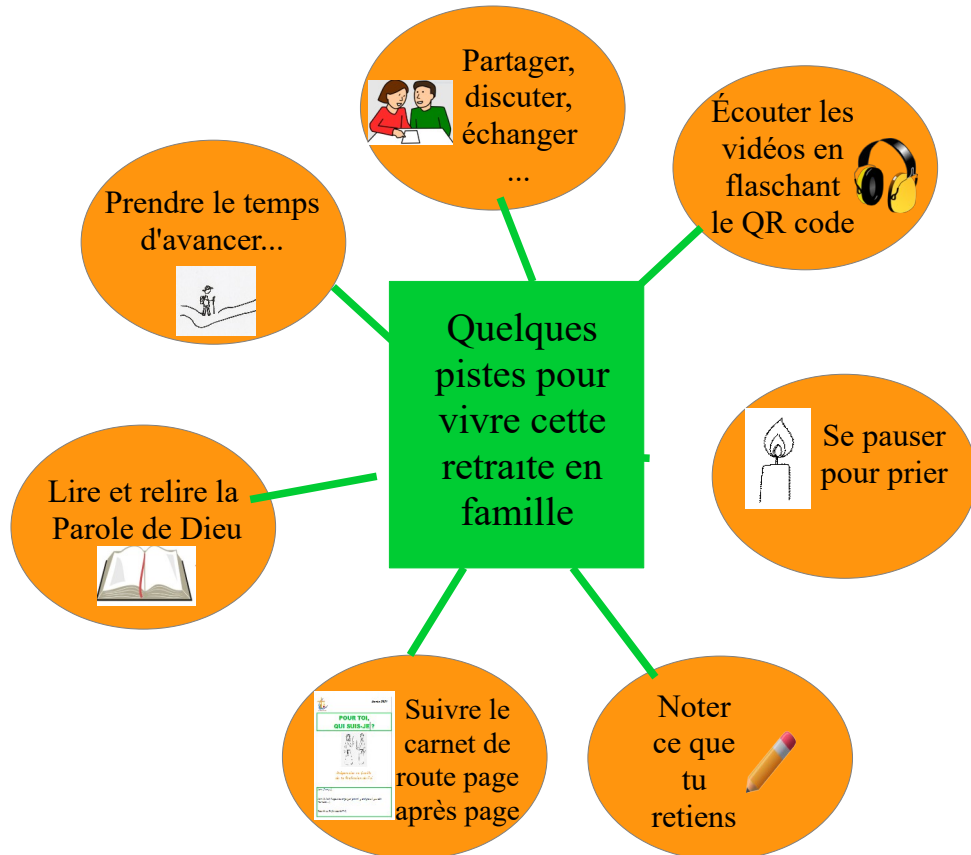 Partager,
discuter,
échanger
...
Écouter les
vidéos en
flaschant
le QR code
Prendre le temps
d'avancer...
Quelques
pistes pour
vivre cette
retraite en
famille
Se pauser
pour prier
Lire et relire la
Parole de Dieu
POUR TOI,
QUI SUIS-JE ?
Suivre le
carnet de
route page
après page
Noter
ce que
tu
retiens